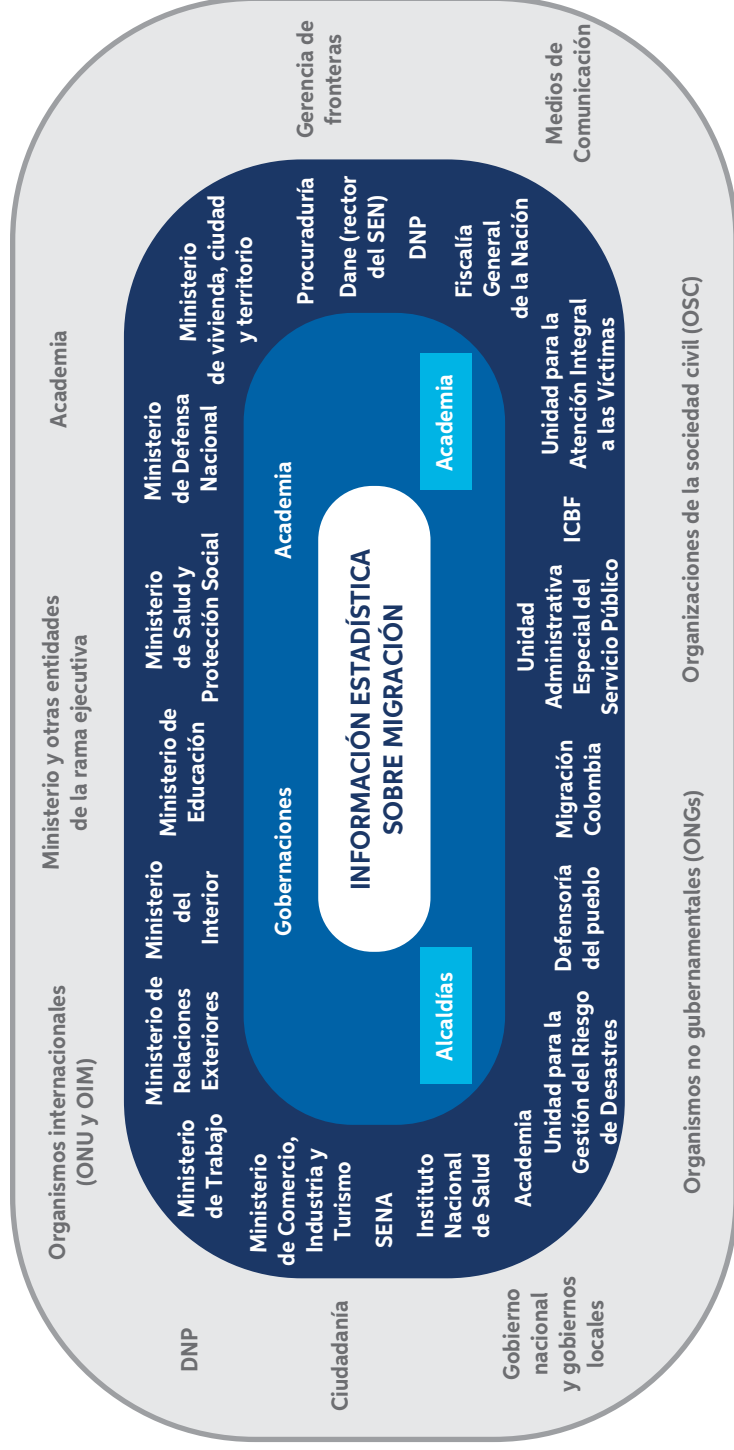 Organismos internacionales
(ONU y OIM)
Ministerio y otras entidades
de la rama ejecutiva
Academia
DNP
Ciudadanía
Gobierno
nacional
y gobiernos
locales
Gerencia de
fronteras
Medios de
Comunicación
Organismos no gubernamentales (ONGs)
Organizaciones de la sociedad civil (OSC)
Ministerio
de Trabajo
Ministerio de
Relaciones
Exteriores
Ministerio
del
Interior
Ministerio de
Educación
Ministerio
de Salud y
Protección Social
Ministerio
de Defensa
Nacional
Ministerio
de vivienda, ciudad
y territorio
Ministerio
de Comercio,
Industria y
Turismo
SENA
Instituto
Nacional
de Salud
Procuraduría
Dane (rector
del SEN)
DNP
Fiscalía
General
de la Nación
Academia
Unidad para la
Gestión del Riesgo
de Desastres
Defensoría
del pueblo
Migración
Colombia
Unidad
Administrativa
Especial del
Servicio Público
ICBF
Unidad para la
Atención Integral
a las Víctimas
Gobernaciones
Academia
INFORMACIÓN ESTADÍSTICA
SOBRE MIGRACIÓN
Alcaldías
Academia